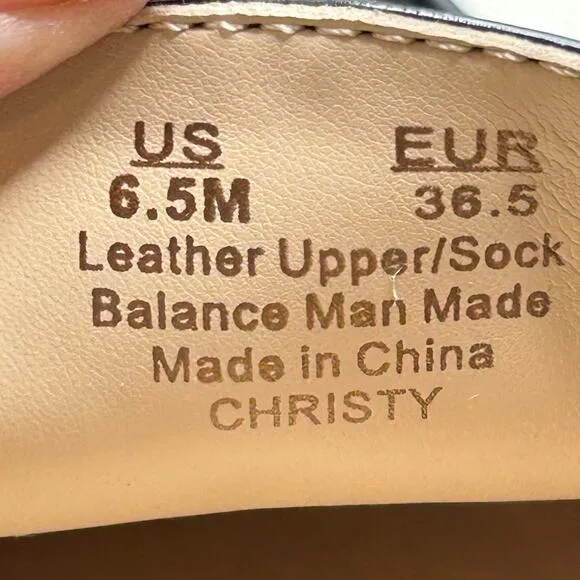 US EUR
6.5M 36.5
Leather Upper/Sock
Balance Man Made
Made in China
CHRISTY